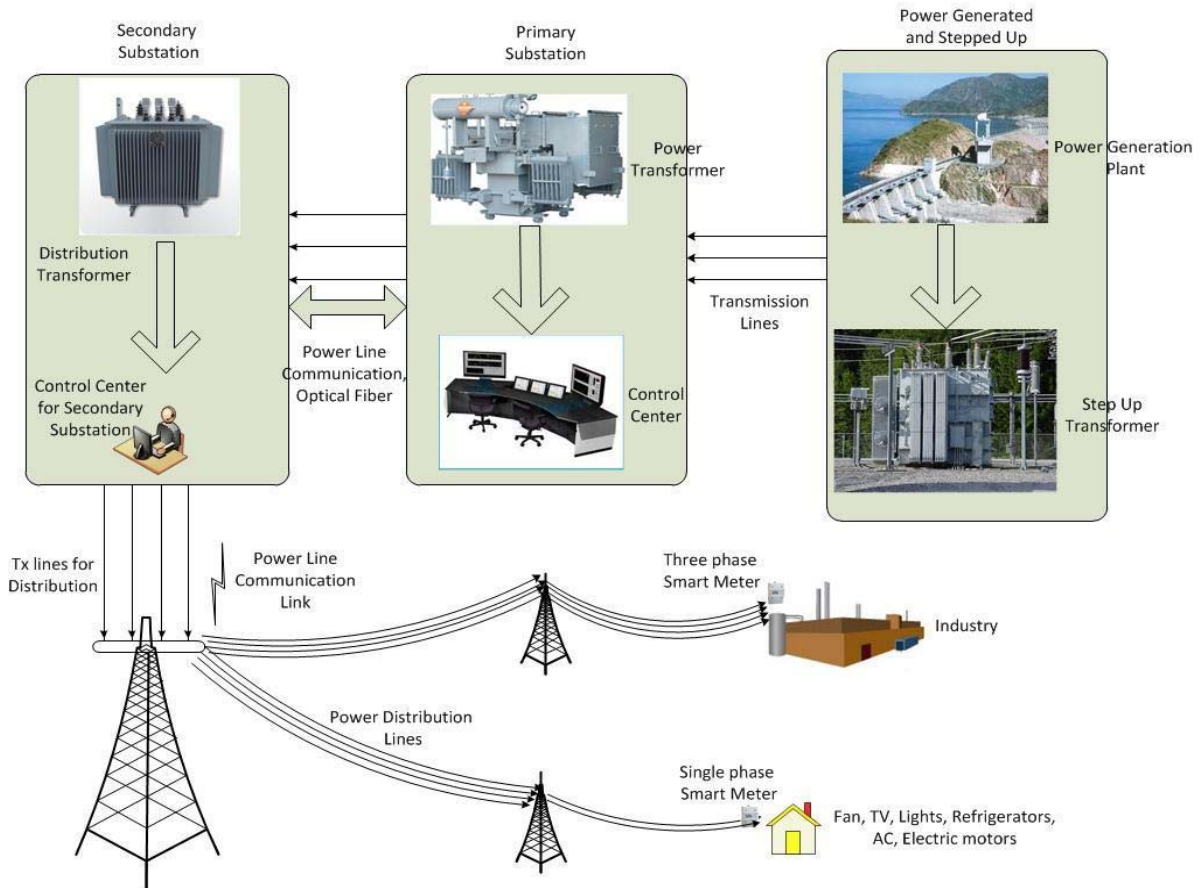 Secondary
Substation
Primary
Substation
Power Generated
and Stepped Up
Distribution
Transformer
Control Center
for Secondary
Substation
Power
Transformer
Control
Center
Power Generation
Plant
Step Up
Transformer
Power Line
Communication,
Optical Fiber
Transmission
Lines
Tx lines for
Distribution
Power Line
Communication
Link
Three phase
Smart Meter
Industry
Power Distribution
Lines
Single phase
Smart Meter
Fan, TV, Lights, Refrigerators,
AC, Electric motors